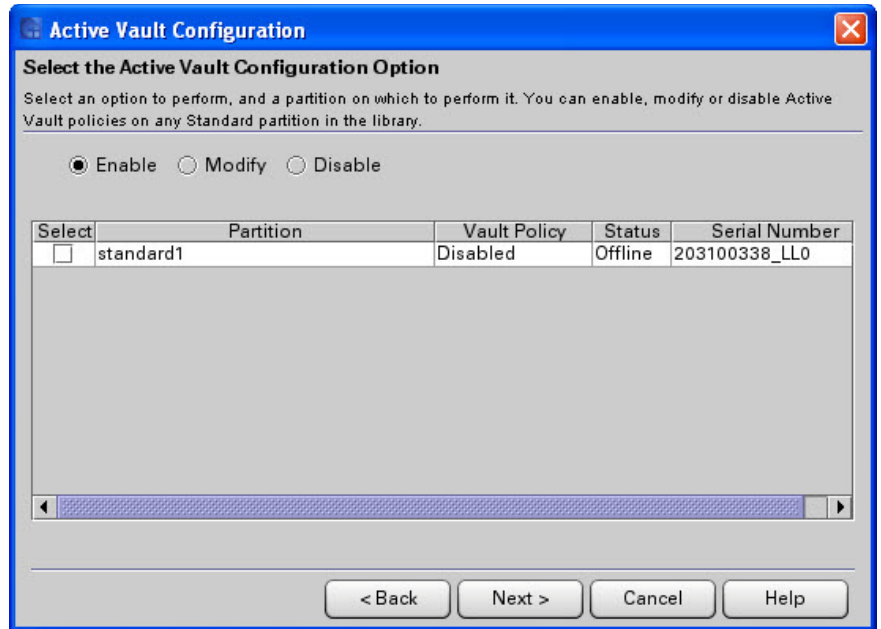 Active Vault Configuration
Select the Active Vault Configuration Option
Select an option to perform, and a partition on which to perform it. You can enable, modify or disable Active
Vault policies on any Standard partition in the library.
Enable Modify Disable
Select Partition Vault Policy Status Serial Number
standard1 Disabled Offline 203100338_LL0
< Back Next > Cancel Help